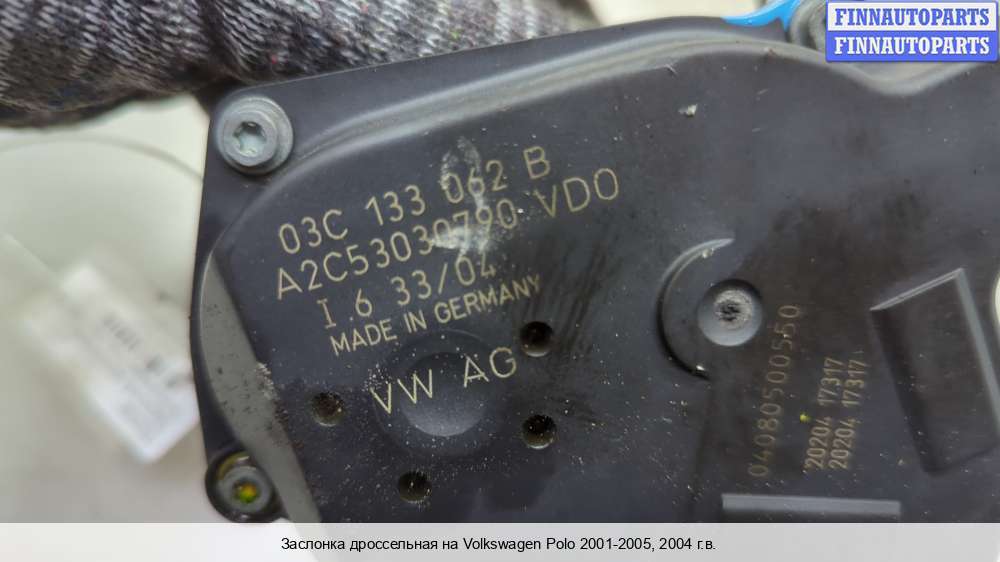 FINNAUTOPARTS
FINNAUTOPARTS
03C 133 062 B
A2C53030790 VDO
I.6 33/04
MADE IN GERMANY
VW AG
04080500550
20204 17317
20204 17317
Заслонка дроссельная на Volkswagen Polo 2001-2005, 2004 г.в.